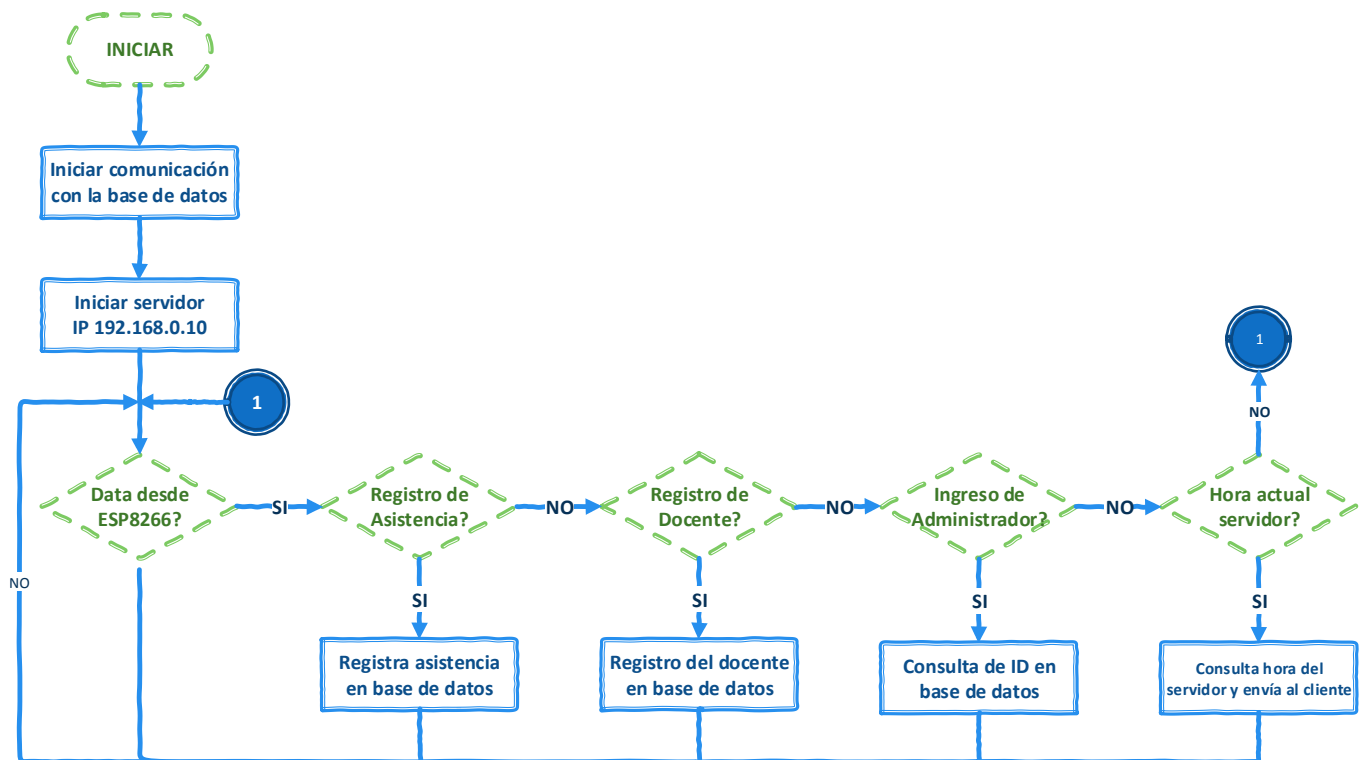 INICIAR
Iniciar comunicación
con la base de datos
Iniciar servidor
IP 192.168.0.10
1
1
NO
Data desde
ESP8266?
SI
Registro de
Asistencia?
NO
Registro de
Docente?
NO
Ingreso de
Administrador?
NO
Hora actual
servidor?
NO
SI
SI
SI
SI
Registra asistencia
en base de datos
Registro del docente
en base de datos
Consulta de ID en
base de datos
Consulta hora del
servidor y envía al cliente